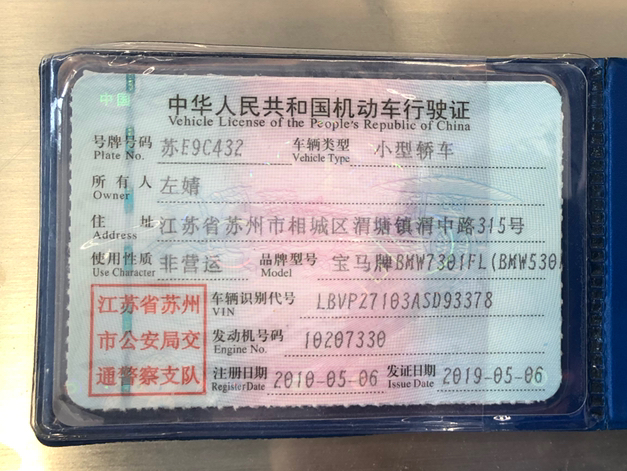 中国
中华人民共和国机动车行驶证
Vehicle License of the People's Republic of China
号牌号码 苏E9C432 车辆类型 小型轿车
Plate No. Vehicle Type
所有人 左婧
Owner
住址 江苏省苏州市相城区渭塘镇渭中路315号
Address
使用性质 非营运 品牌型号 宝马牌BMW7301FL(BMW530
Use Character Model
江苏省苏州 车辆识别代号 LBVP27103ASD93378
VIN
市公安局交 发动机号码 10207330
Engine No.
通警察支队 注册日期 2010-05-06 发证日期 2019-05-06
Register Date Issue Date